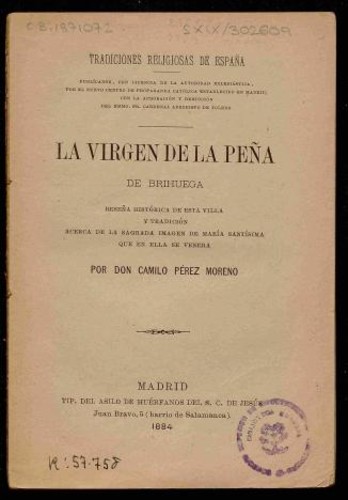 C.B. 1871072
SXIX/302609
TRADICIONES RELIGIOSAS DE ESPAÑA
PUBLÍCANSE, CON LICENCIA DE LA AUTORIDAD ECLESIÁSTICA,
POR EL NUEVO CENTRO DE PROPAGANDA CATÓLICA ESTABLECIDO EN MADRID,
CON LA APROBACIÓN Y BENDICIÓN
DEL EMMO. SR. CARDENAL ARZOBISPO DE TOLEDO
LA VIRGEN DE LA PEÑA
DE BRIHUEGA
RESEÑA HISTÓRICA DE ESTA VILLA
Y TRADICIÓN
ACERCA DE LA SAGRADA IMAGEN DE MARÍA SANTÍSIMA
QUE EN ELLA SE VENERA
POR DON CAMILO PÉREZ MORENO
MADRID
TIP. DEL ASILO DE HUÉRFANOS DEL S. C. DE JESÚS
Juan Bravo, 5 (barrio de Salamanca)
1884
R: 57.758